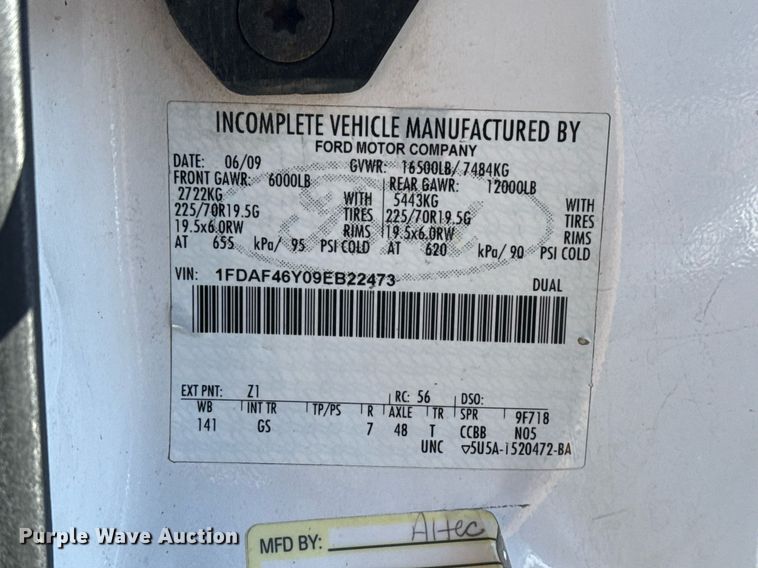 INCOMPLETE VEHICLE MANUFACTURED BY
FORD MOTOR COMPANY
DATE: 06/09 GVWR: 16500LB/ 7484KG
FRONT GAWR: 6000LB REAR GAWR: 12000LB
2722KG WITH 5443KG WITH
225/70R19.5G TIRES 225/70R19.5G TIRES
19.5x6.0RW RIMS 19.5x6.0RW RIMS
AT 655 kPa/ 95 PSI COLD AT 620 kPa/ 90 PSI COLD
VIN: 1FDAF46Y09EB22473 DUAL
EXT PNT: Z1 RC: 56 DSO:
WB INT TR TP/PS R AXLE TR SPR 9F718
141 GS 7 48 T CCBB N05
UNC ▽5U5A-1520472-BA
Purple Wave Auction
MFD BY: Altec